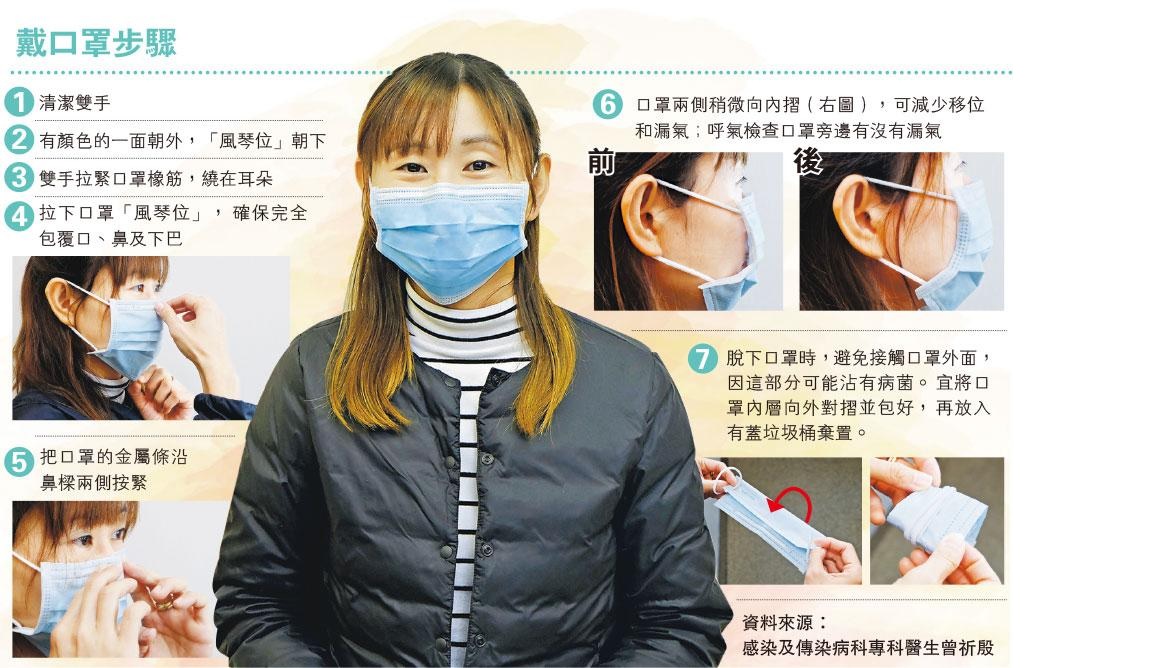 戴口罩步驟
1 清潔雙手
2 有顏色的一面朝外，「風琴位」朝下
3 雙手拉緊口罩橡筋，繞在耳朵
4 拉下口罩「風琴位」，確保完全
包覆口、鼻及下巴
5 把口罩的金屬條沿
鼻樑兩側按緊
6 口罩兩側稍微向內摺（右圖），可減少移位
和漏氣；呼氣檢查口罩旁邊有沒有漏氣
前
後
7 脫下口罩時，避免接觸口罩外面，
因這部分可能沾有病菌。宜將口
罩內層向外對摺並包好，再放入
有蓋垃圾桶棄置。
資料來源：
感染及傳染病科專科醫生曾祈殷